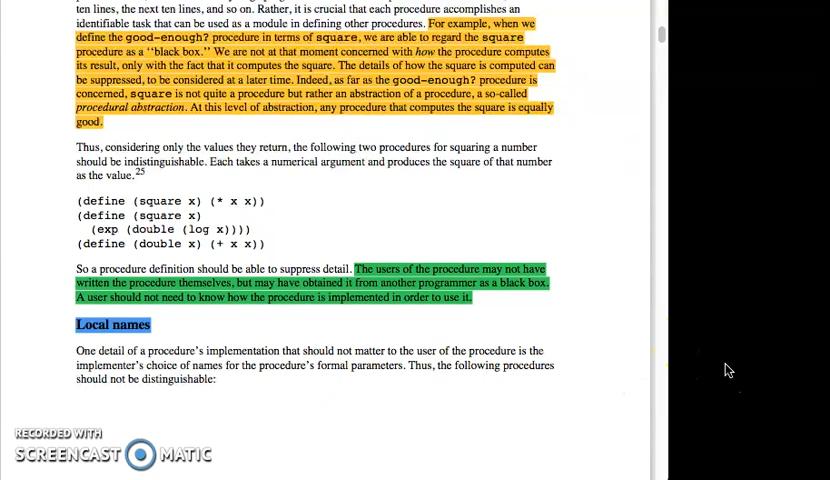 ten lines, the next ten lines, and so on. Rather, it is crucial that each procedure accomplishes an
identifiable task that can be used as a module in defining other procedures. For example, when we
define the good-enough? procedure in terms of square, we are able to regard the square
procedure as a ‘‘black box.’’ We are not at that moment concerned with how the procedure computes
its result, only with the fact that it computes the square. The details of how the square is computed can
be suppressed, to be considered at a later time. Indeed, as far as the good-enough? procedure is
concerned, square is not quite a procedure but rather an abstraction of a procedure, a so-called
procedural abstraction. At this level of abstraction, any procedure that computes the square is equally
good.
Thus, considering only the values they return, the following two procedures for squaring a number
should be indistinguishable. Each takes a numerical argument and produces the square of that number
as the value.25
(define (square x) (* x x))
(define (square x)
(exp (double (log x))))
(define (double x) (+ x x))
So a procedure definition should be able to suppress detail. The users of the procedure may not have
written the procedure themselves, but may have obtained it from another programmer as a black box.
A user should not need to know how the procedure is implemented in order to use it.
Local names
One detail of a procedure’s implementation that should not matter to the user of the procedure is the
implementer’s choice of names for the procedure’s formal parameters. Thus, the following procedures
should not be distinguishable:
RECORDED WITH
SCREENCAST MATIC